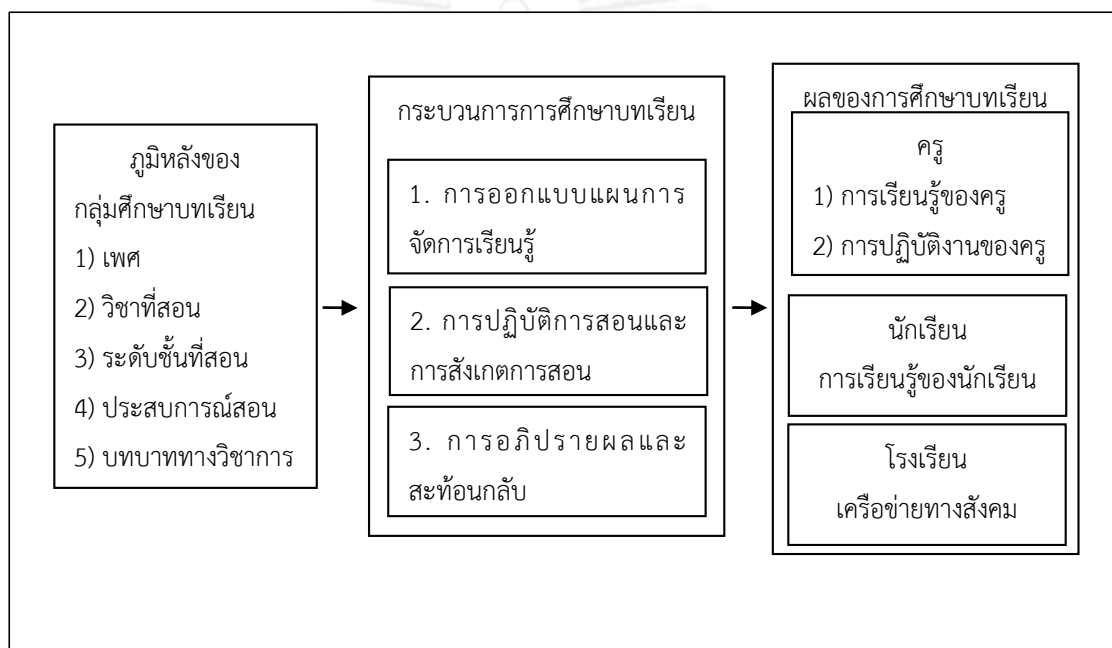 ภูมิหลังของ
กลุ่มศึกษาบทเรียน
1) เพศ
2) วิชาที่สอน
3) ระดับชั้นที่สอน
4) ประสบการณ์สอน
5) บทบาททางวิชาการ
กระบวนการการศึกษาบทเรียน
1. การออกแบบแผนการ
จัดการเรียนรู้
2. การปฏิบัติการสอนและ
การสังเกตการสอน
3. การอภิปรายผลและ
สะท้อนกลับ
ผลของการศึกษาบทเรียน
ครู
1) การเรียนรู้ของครู
2) การปฏิบัติงานของครู
นักเรียน
การเรียนรู้ของนักเรียน
โรงเรียน
เครือข่ายทางสังคม